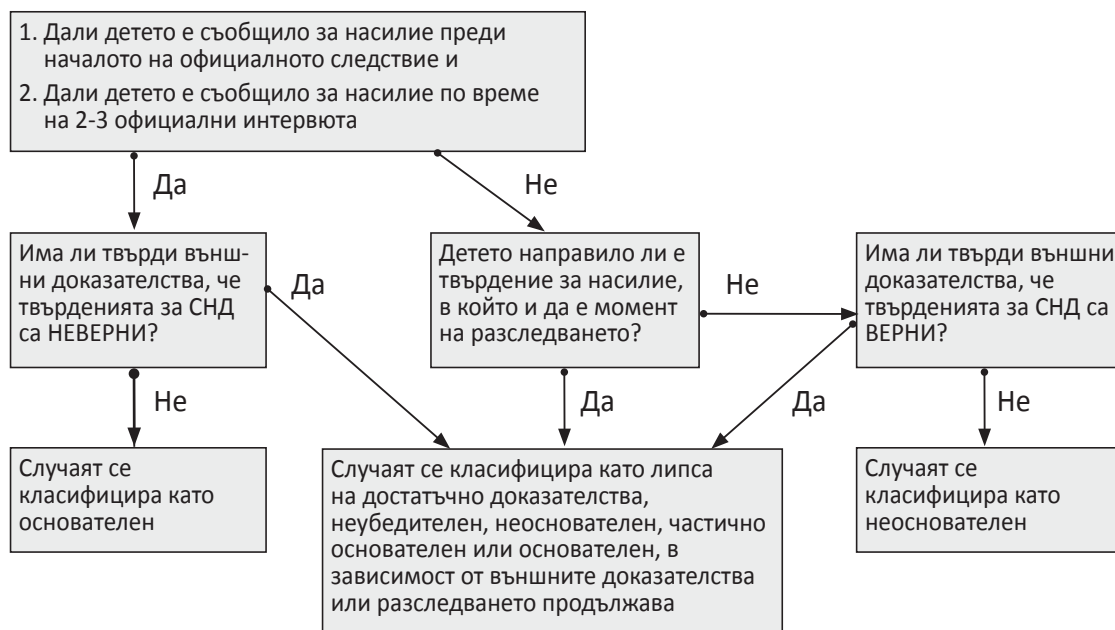 1. Дали детето е съобщило за насилие преди
началото на официалното следствие и
2. Дали детето е съобщило за насилие по време
на 2-3 официални интервюта
Да
Не
Има ли твърди външ-
ни доказателства, че
твърденията за СНД
са НЕВЕРНИ?
Да
Детето направило ли е
твърдение за насилие,
в който и да е момент
на разследването?
Не
Има ли твърди външни
доказателства, че
твърденията за СНД са
ВЕРНИ?
Не
Да
Да
Не
Случаят се
класифицира като
основателен
Случаят се класифицира като липса
на достатъчно доказателства,
неубедителен, неоснователен, частично
основателен или основателен, в
зависимост от външните доказателства
или разследването продължава
Случаят се
класифицира като
неоснователен